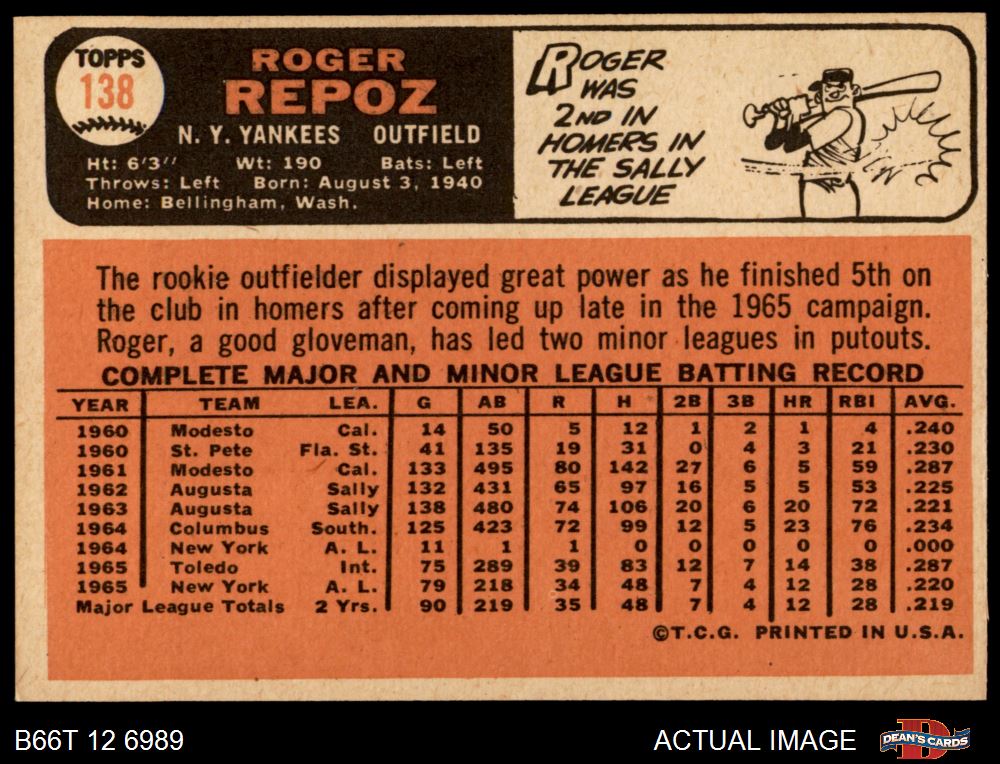 TOPPS
138
ROGER
REPOZ
N. Y. YANKEES OUTFIELD
Ht: 6'3" Wt: 190 Bats: Left
Throws: Left Born: August 3, 1940
Home: Bellingham, Wash.
ROGER
WAS
2ND IN
HOMERS IN
THE SALLY
LEAGUE
The rookie outfielder displayed great power as he finished 5th on
the club in homers after coming up late in the 1965 campaign.
Roger, a good gloveman, has led two minor leagues in putouts.
COMPLETE MAJOR AND MINOR LEAGUE BATTING RECORD
YEAR TEAM LEA. G AB R H 2B 3B HR RBI AVG.
1960 Modesto Cal. 14 50 5 12 1 2 1 4 .240
1960 St. Pete Fla. St. 41 135 19 31 0 4 3 21 .230
1961 Modesto Cal. 133 495 80 142 27 6 5 59 .287
1962 Augusta Sally 132 431 65 97 16 5 5 53 .225
1963 Augusta Sally 138 480 74 106 20 6 20 72 .221
1964 Columbus South. 125 423 72 99 12 5 23 76 .234
1964 New York A. L. 11 1 1 0 0 0 0 0 .000
1965 Toledo Int. 75 289 39 83 12 7 14 38 .287
1965 New York A. L. 79 218 34 48 7 4 12 28 .220
Major League Totals 2 Yrs. 90 219 35 48 7 4 12 28 .219
©T.C.G. PRINTED IN U.S.A.
B66T 12 6989
ACTUAL IMAGE
D
DEAN'S CARDS